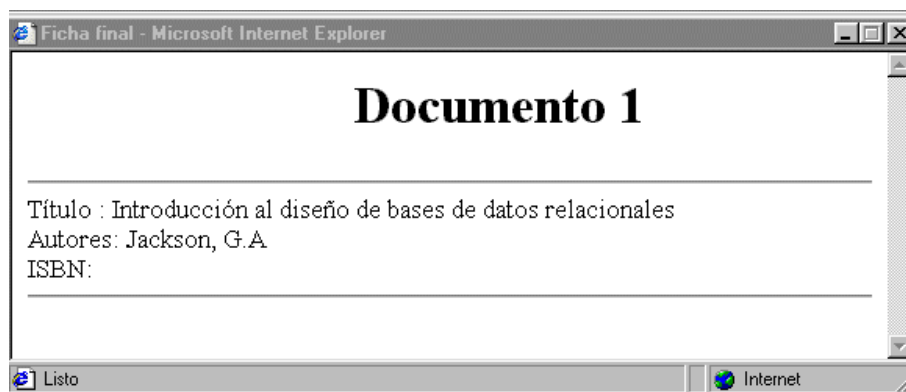 Ficha final - Microsoft Internet Explorer
Documento 1
Título : Introducción al diseño de bases de datos relacionales
Autores: Jackson, G.A
ISBN:
Listo
Internet